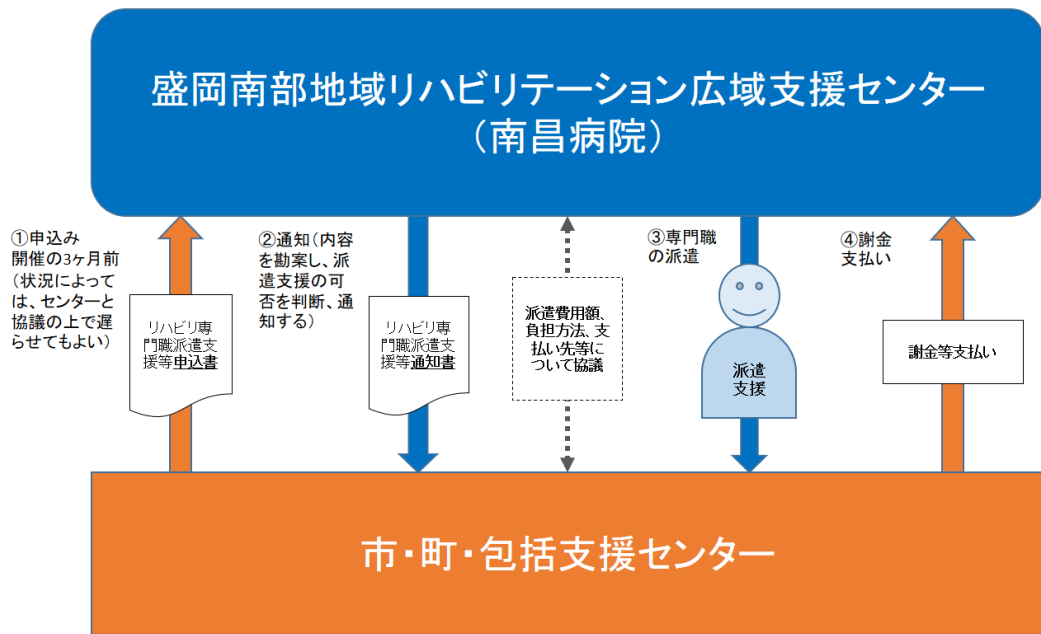 盛岡南部地域リハビリテーション広域支援センター
（南昌病院）
①申込み
開催の3ヶ月前
（状況によって
は、センターと
協議の上で遅
らせてもよい）
リハビリ専
門職派遣支
援等申込書
②通知（内容
を勘案し、派
遣支援の可
否を判断、通
知する）
リハビリ専
門職派遣支
援等通知書
派遣費用額、
負担方法、支
払い先等に
ついて協議
③専門職
の派遣
派遣
支援
④謝金
支払い
謝金等支払い
市・町・包括支援センター